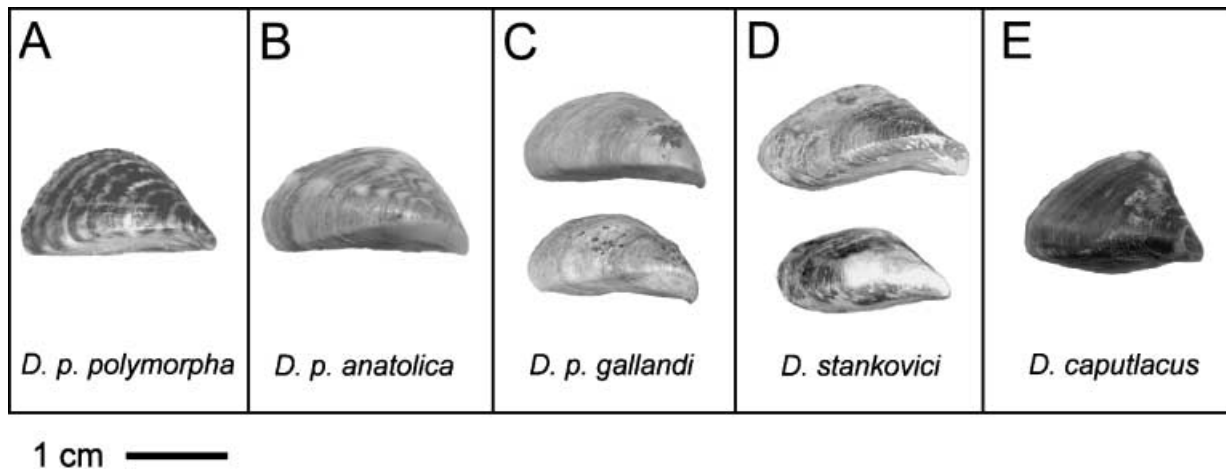 A
B
C
D
E
D. p. polymorpha
D. p. anatolica
D. p. gallandi
D. stankovici
D. caputlacus
1 cm